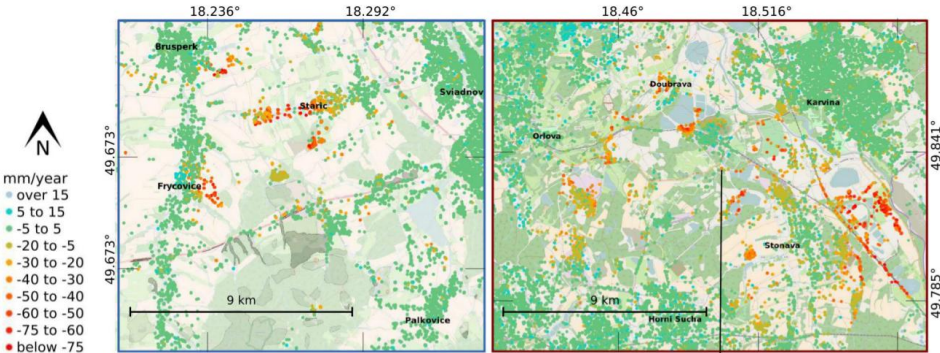 18.236° 18.292° 18.46° 18.516°
Brusperk
Staric
Sviadnov
Frycovice
Palkovice
9 km
49.673°
49.673°
Doubrava
Karvina
Orlova
Stonava
Horni Sucha
9 km
49.841°
49.785°
N
mm/year
over 15
5 to 15
-5 to 5
-20 to -5
-30 to -20
-40 to -30
-50 to -40
-60 to -50
-75 to -60
below -75